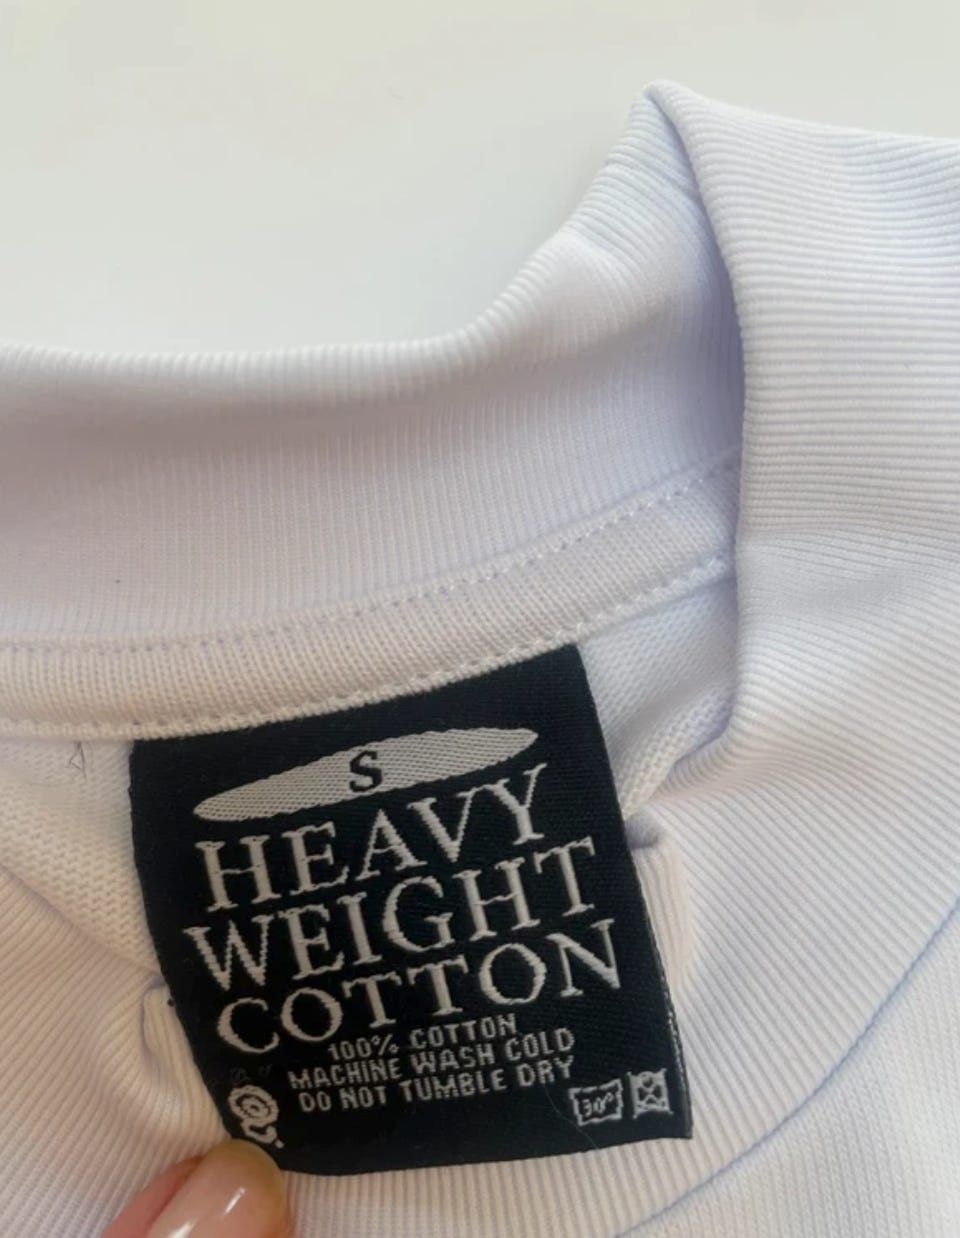 S
HEAVY
WEIGHT
COTTON
100% COTTON
MACHINE WASH COLD
DO NOT TUMBLE DRY
30°